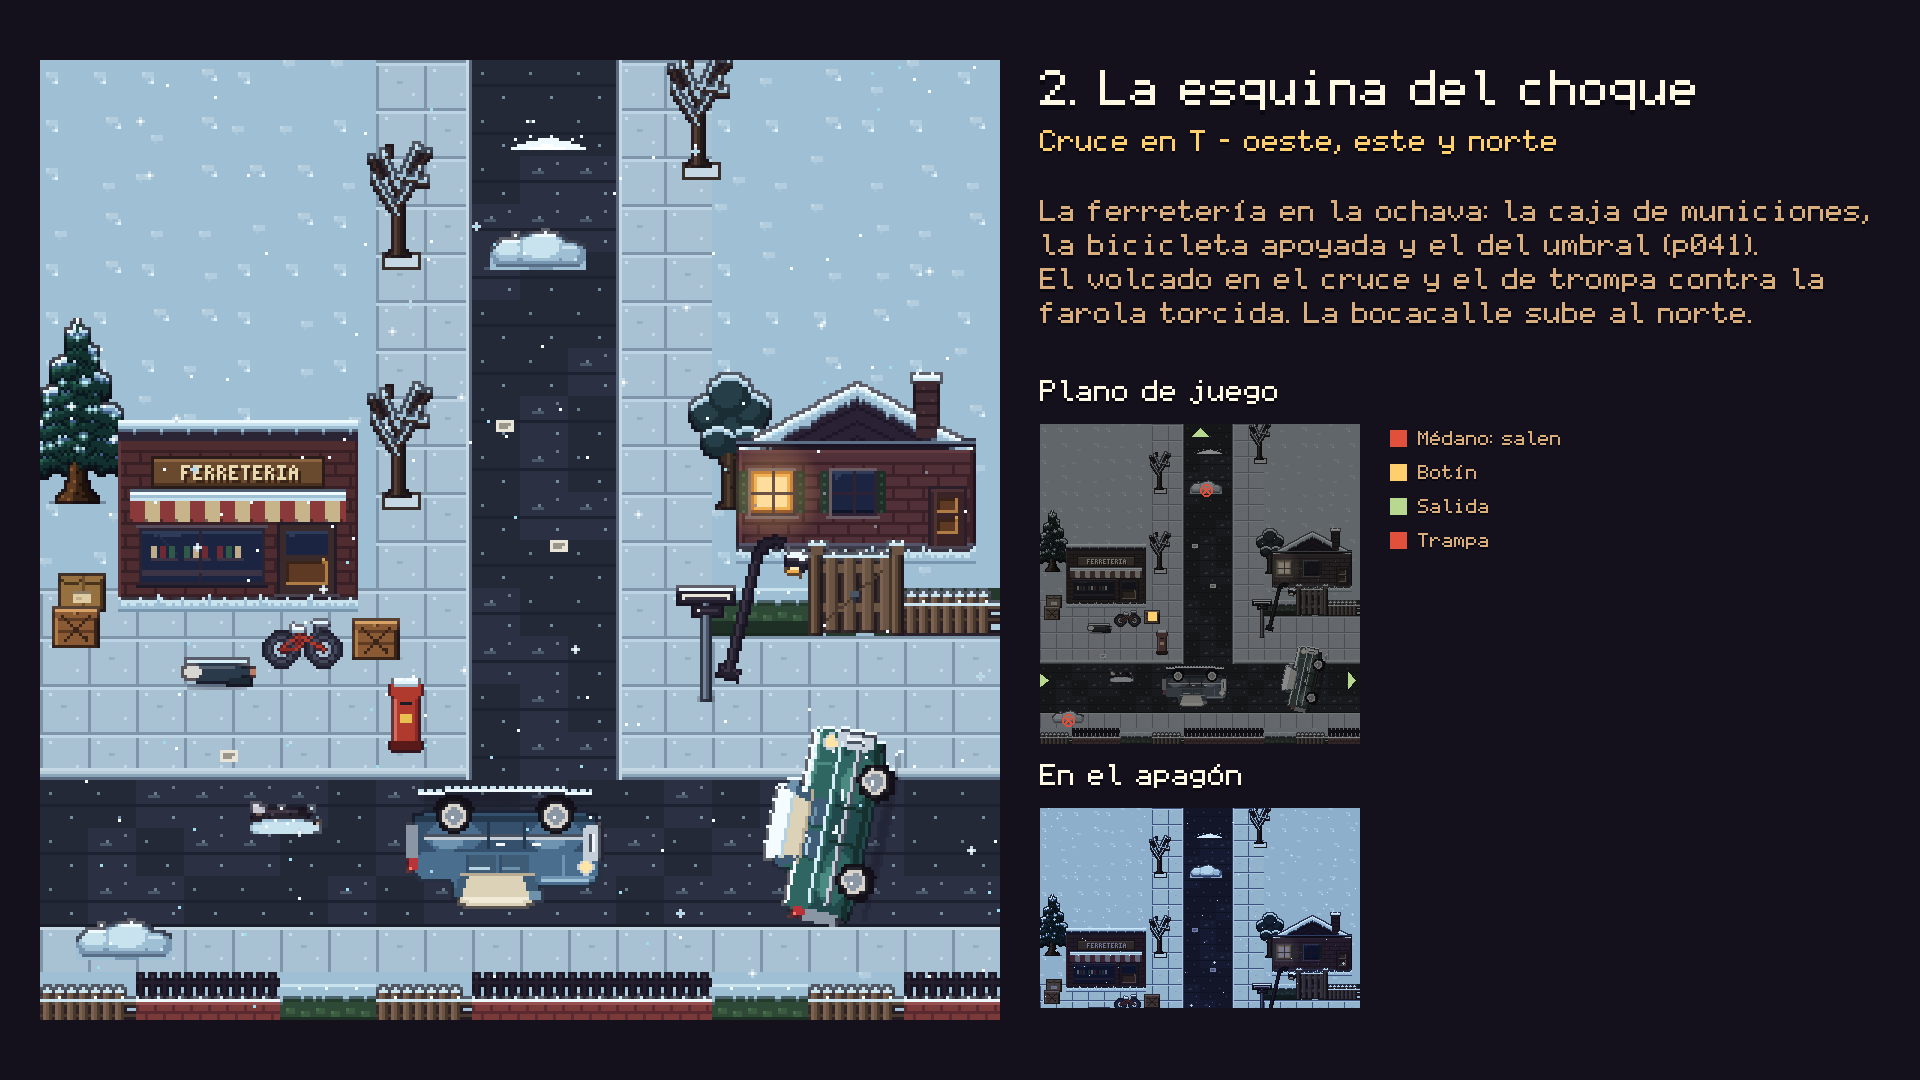 2. La esquina del choque
Cruce en T - oeste, este y norte
La ferretería en la ochava: la caja de municiones,
la bicicleta apoyada y el del umbral (p041).
El volcado en el cruce y el de trompa contra la
farola torcida. La bocacalle sube al norte.
Plano de juego
Médano: salen
Botín
Salida
Trampa
En el apagón
FERRETERIA
FERRETERIA
FERRETERIA